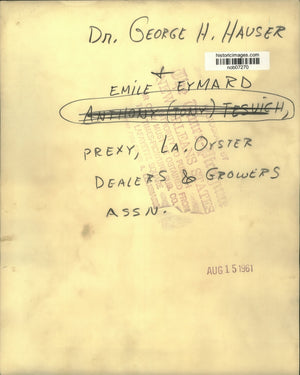 Dr. George H. Hauser
historicimages.com
nob07270
+
Emile Eymard
Anthony (Tony) Tesvich,
Prexy, La. Oyster
Dealers & Growers
Assn.
AUG 15 1961